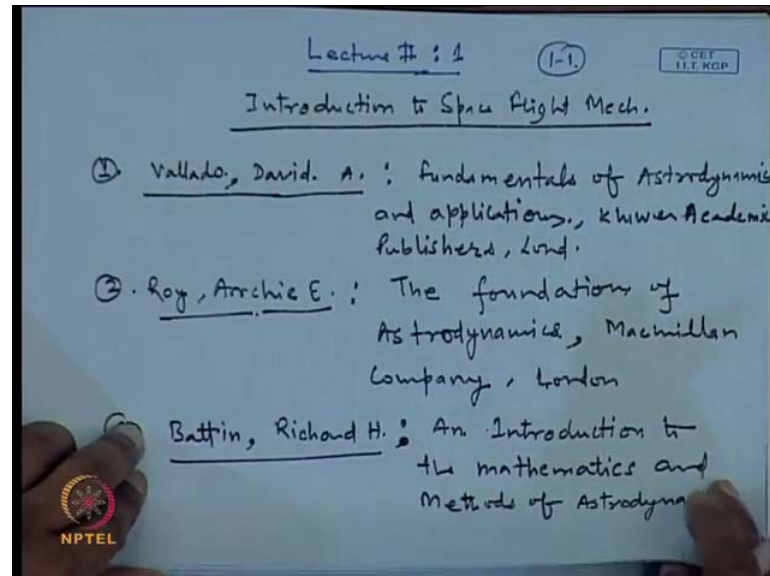 Lecture # : 1
1-1.
© CET
I.I.T. KGP
Introduction to Space Flight Mech.
① Vallado, David. A. : Fundamentals of Astrodynamic
and applications., Kluwer Academic
Publishers, Lond.
②. Roy, Archie E. : The foundation of
Astrodynamics, Macmillan
Company, London
Battin, Richard H. : An Introduction to
the mathematics and
Methods of Astrodyna
NPTEL